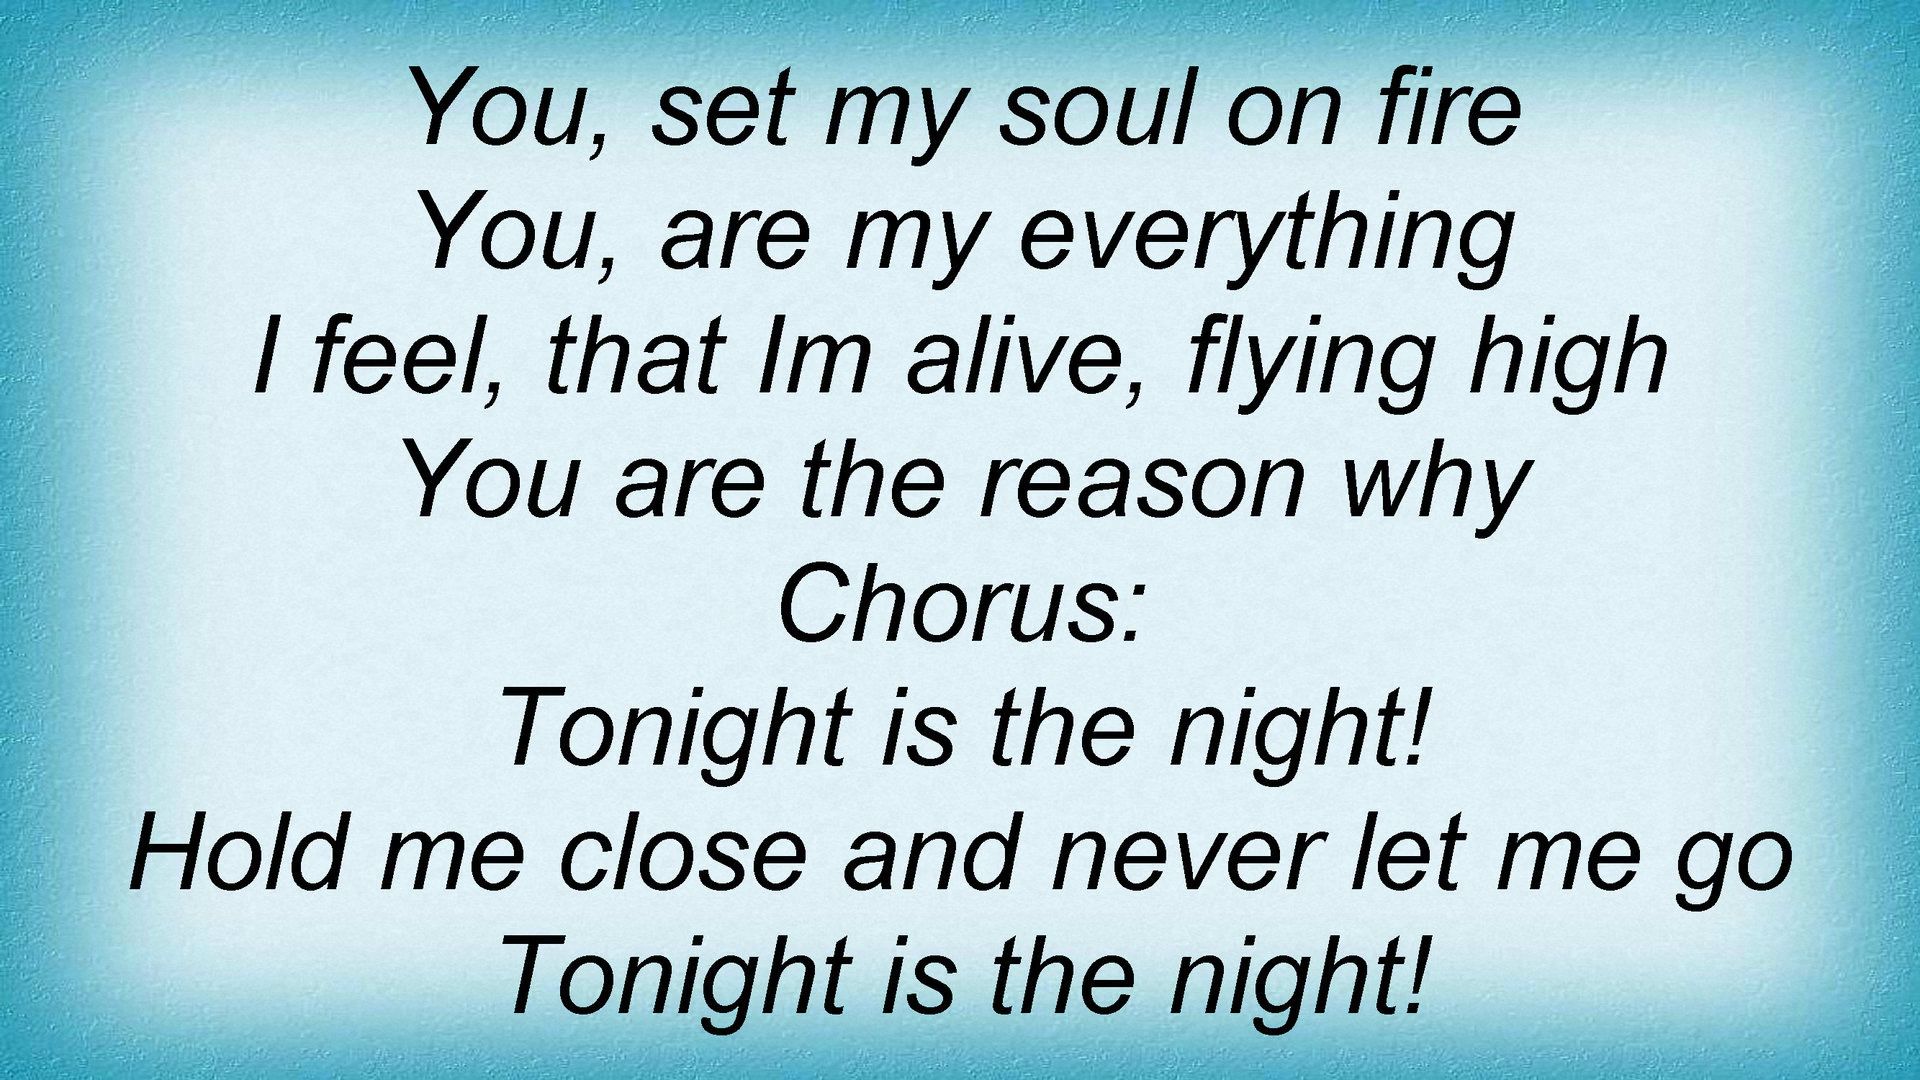 You, set my soul on fire
You, are my everything
I feel, that Im alive, flying high
You are the reason why
Chorus:
Tonight is the night!
Hold me close and never let me go
Tonight is the night!